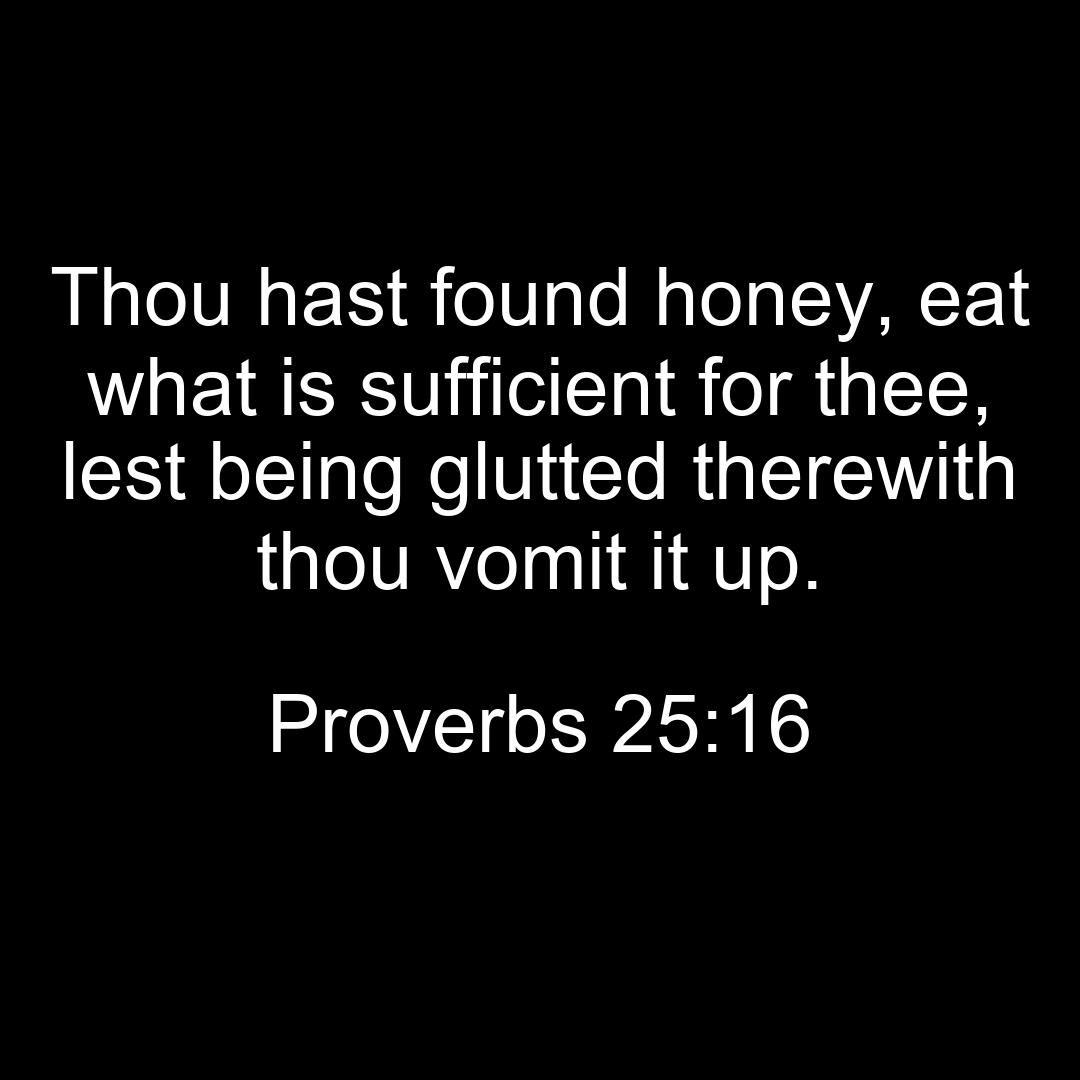 Thou hast found honey, eat
what is sufficient for thee,
lest being glutted therewith
thou vomit it up.
Proverbs 25:16